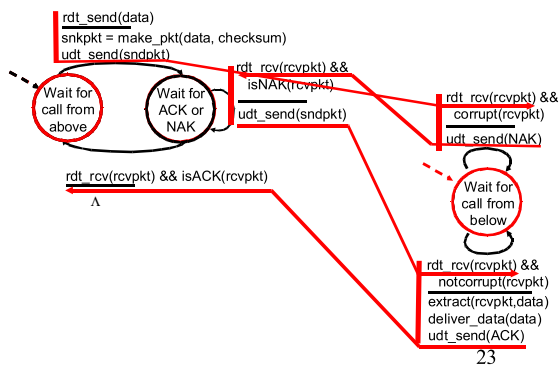 rdt_send(data)
snkpkt = make_pkt(data, checksum)
udt_send(sndpkt)
Wait for
call from
above
Wait for
ACK or
NAK
rdt_rcv(rcvpkt) &&
isNAK(rcvpkt)
udt_send(sndpkt)
rdt_rcv(rcvpkt) &&
corrupt(rcvpkt)
udt_send(NAK)
rdt_rcv(rcvpkt) && isACK(rcvpkt)
Λ
Wait for
call from
below
rdt_rcv(rcvpkt) &&
notcorrupt(rcvpkt)
extract(rcvpkt,data)
deliver_data(data)
udt_send(ACK)
23